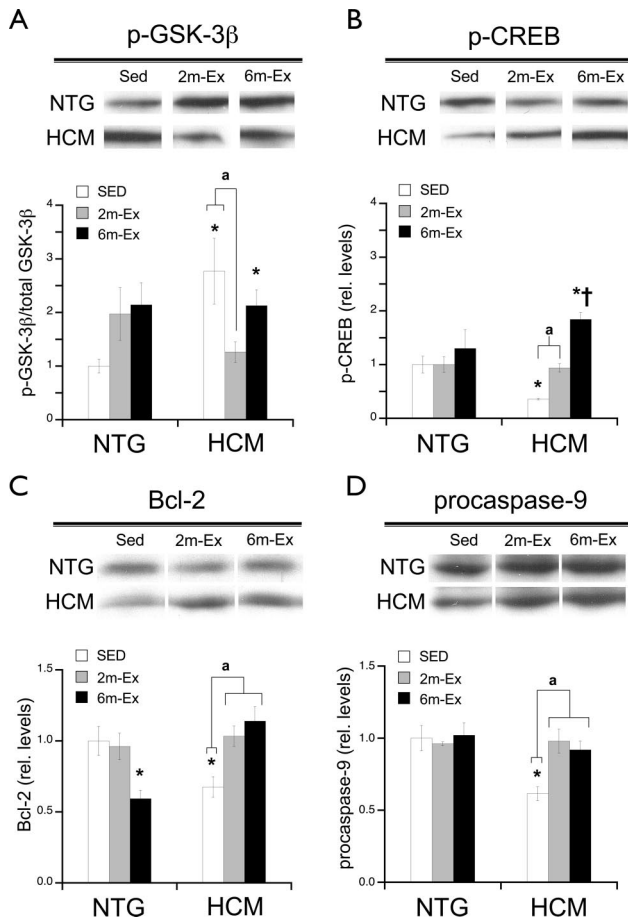 A
p-GSK-3β
Sed 2m-Ex 6m-Ex
NTG
HCM
SED
2m-Ex
6m-Ex
a
*
*
p-GSK-3β/total GSK-3β
4
3
2
1
0
NTG HCM
B
p-CREB
Sed 2m-Ex 6m-Ex
NTG
HCM
SED
2m-Ex
6m-Ex
*†
a
*
p-CREB (rel. levels)
4
3
2
1
0
NTG HCM
C
Bcl-2
Sed 2m-Ex 6m-Ex
NTG
HCM
SED
2m-Ex
6m-Ex
a
*
*
Bcl-2 (rel. levels)
1.5
1.0
0.5
0.0
NTG HCM
D
procaspase-9
Sed 2m-Ex 6m-Ex
NTG
HCM
SED
2m-Ex
6m-Ex
a
*
procaspase-9 (rel. levels)
1.5
1.0
0.5
0.0
NTG HCM